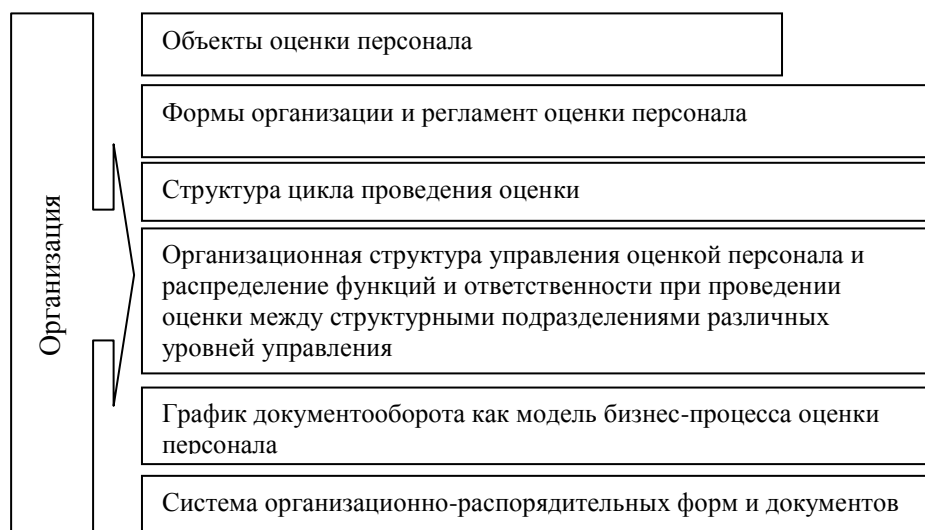 Организация
Объекты оценки персонала
Формы организации и регламент оценки персонала
Структура цикла проведения оценки
Организационная структура управления оценкой персонала и
распределение функций и ответственности при проведении
оценки между структурными подразделениями различных
уровней управления
График документооборота как модель бизнес-процесса оценки
персонала
Система организационно-распорядительных форм и документов